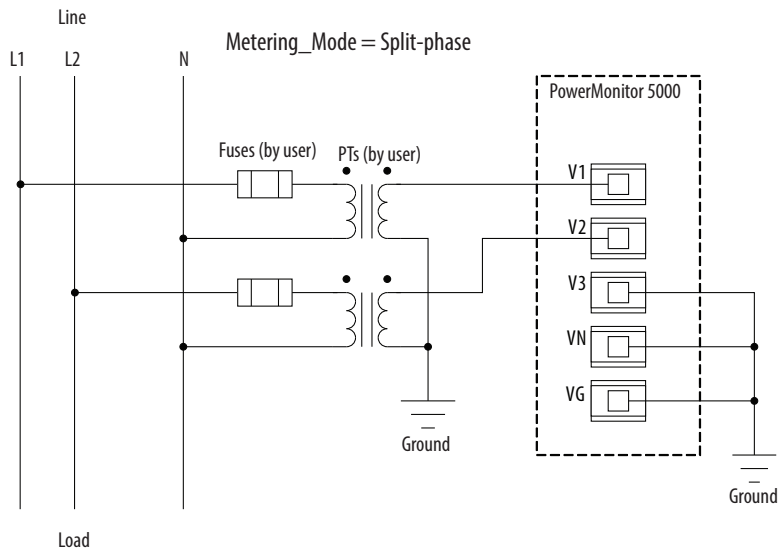 Line
Metering_Mode = Split-phase
L1 L2 N
PowerMonitor 5000
Fuses (by user) PTs (by user)
V1
V2
V3
VN
VG
Ground
Ground
Load